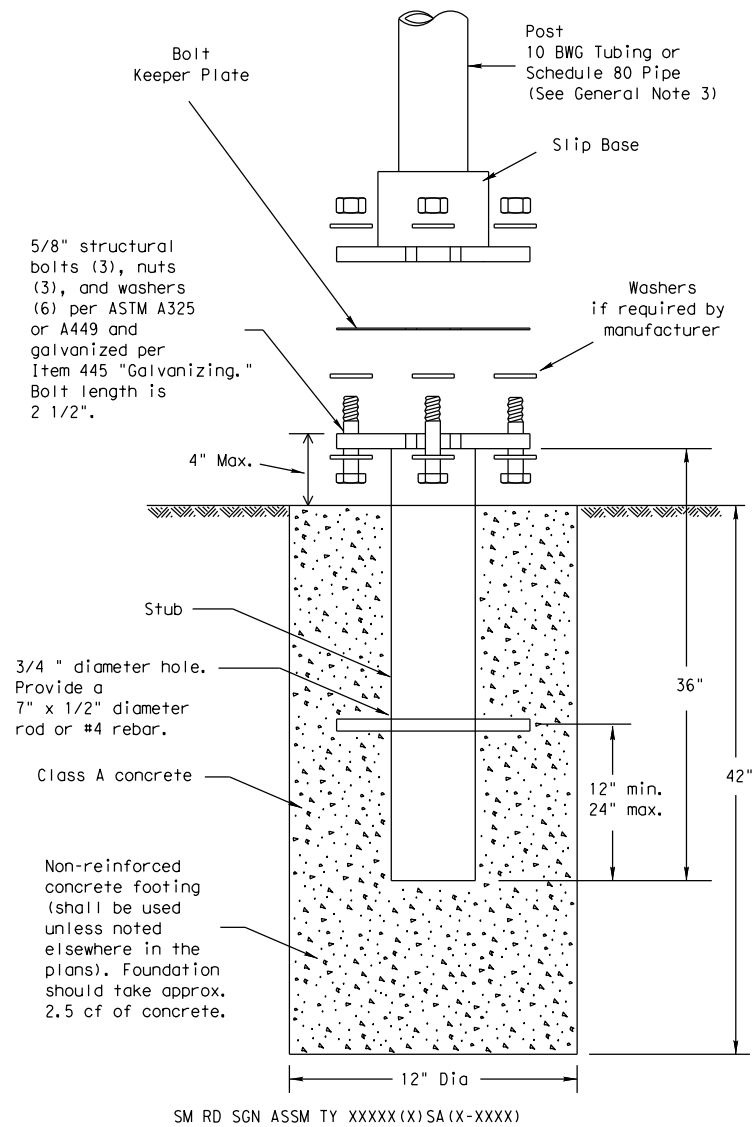 Bolt
Keeper Plate
Post
10 BWG Tubing or
Schedule 80 Pipe
(See General Note 3)
Slip Base
5/8" structural
bolts (3), nuts
(3), and washers
(6) per ASTM A325
or A449 and
galvanized per
Item 445 "Galvanizing."
Bolt length is
2 1/2".
Washers
if required by
manufacturer
4" Max.
Stub
3/4 " diameter hole.
Provide a
7" x 1/2" diameter
rod or #4 rebar.
36"
Class A concrete
12" min.
24" max.
42"
Non-reinforced
concrete footing
(shall be used
unless noted
elsewhere in the
plans). Foundation
should take approx.
2.5 cf of concrete.
12" Dia
SM RD SGN ASSM TY XXXXX(X)SA(X-XXXX)